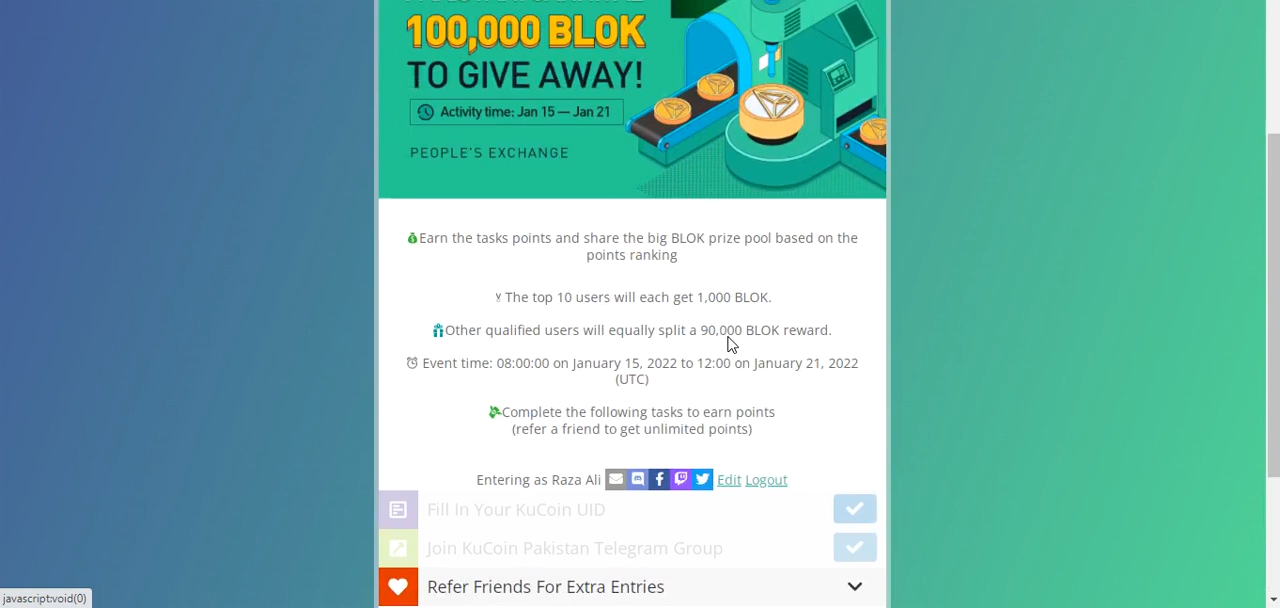 100,000 BLOK
TO GIVE AWAY!
Activity time: Jan 15 — Jan 21
PEOPLE'S EXCHANGE
Earn the tasks points and share the big BLOK prize pool based on the
points ranking
The top 10 users will each get 1,000 BLOK.
Other qualified users will equally split a 90,000 BLOK reward.
Event time: 08:00:00 on January 15, 2022 to 12:00 on January 21, 2022
(UTC)
Complete the following tasks to earn points
(refer a friend to get unlimited points)
Entering as Raza Ali Edit Logout
Fill In Your KuCoin UID
Join KuCoin Pakistan Telegram Group
Refer Friends For Extra Entries
javascript:void(0)